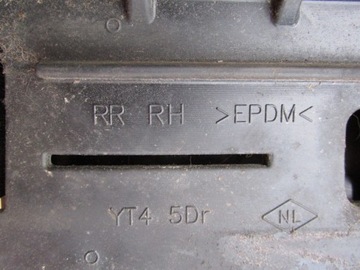 RR RH >EPDM<
YT4 5Dr NL